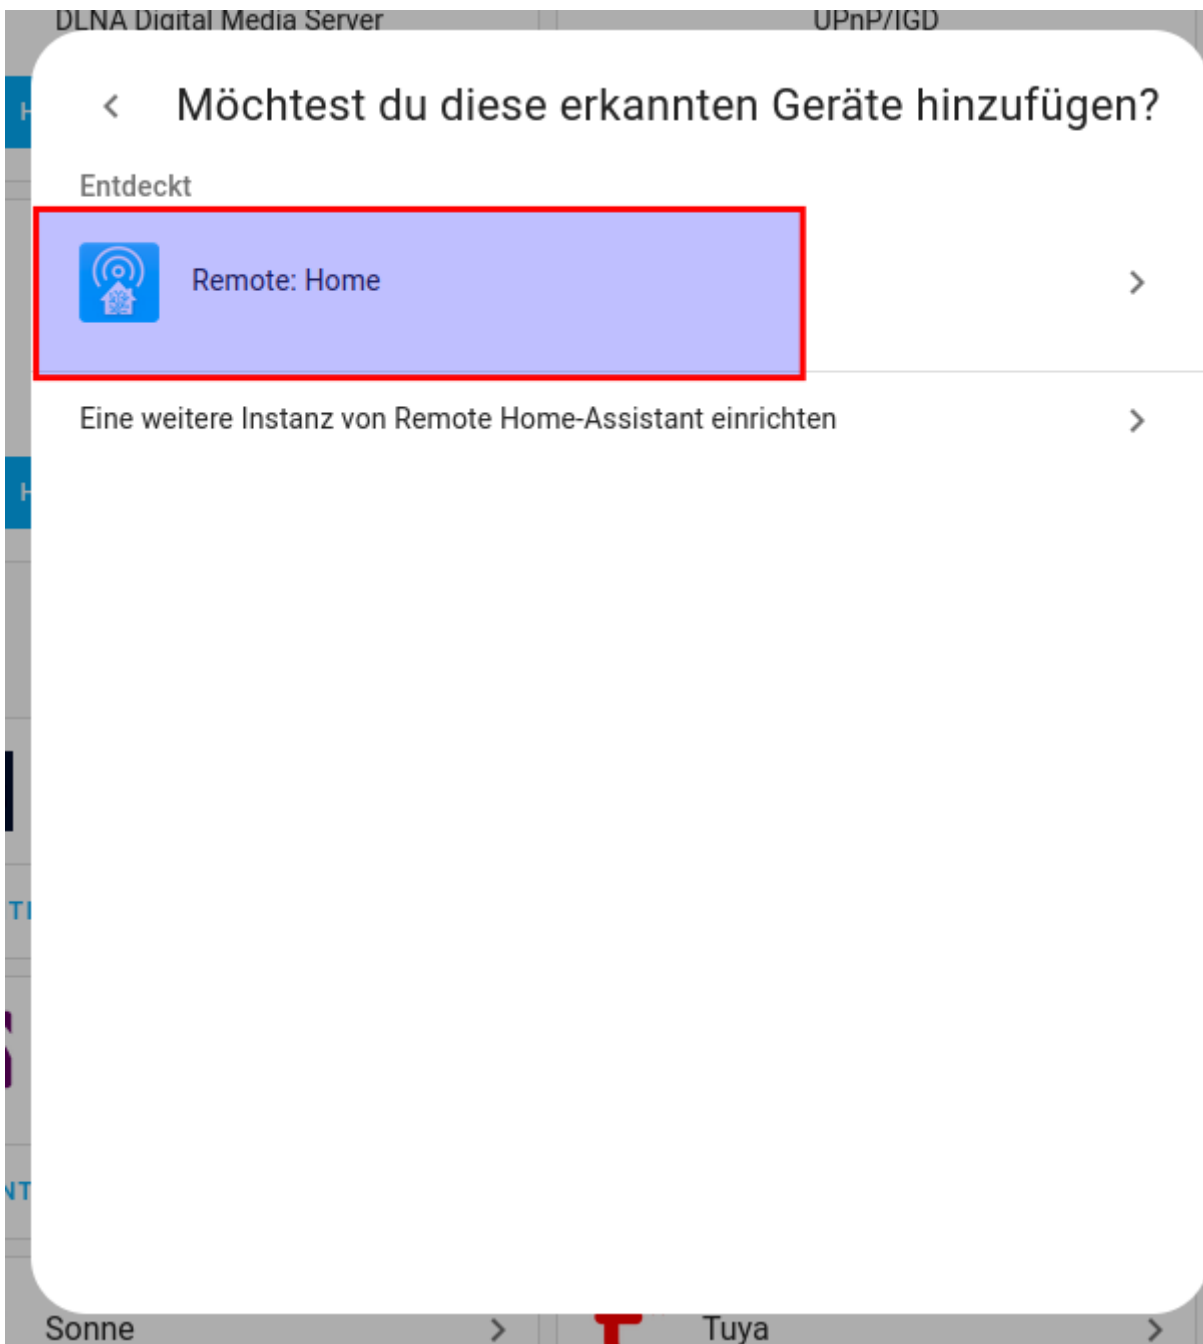 DLNA Digital Media Server
UPnP/IGD
Möchtest du diese erkannten Geräte hinzufügen?
Entdeckt
Remote: Home
Eine weitere Instanz von Remote Home-Assistant einrichten
Sonne
Tuya